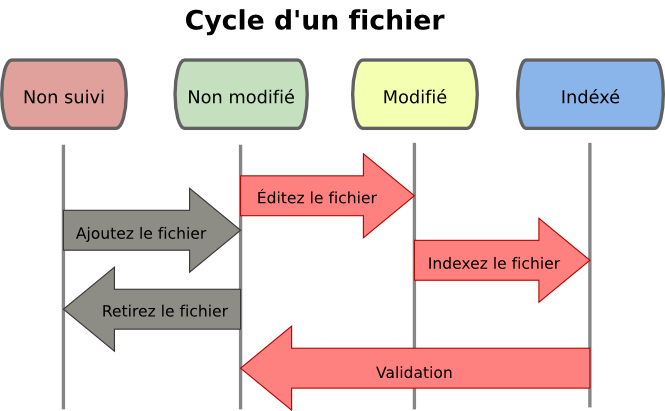 Cycle d'un fichier
Non suivi
Non modifié
Modifié
Indéxé
Éditez le fichier
Ajoutez le fichier
Indexez le fichier
Retirez le fichier
Validation